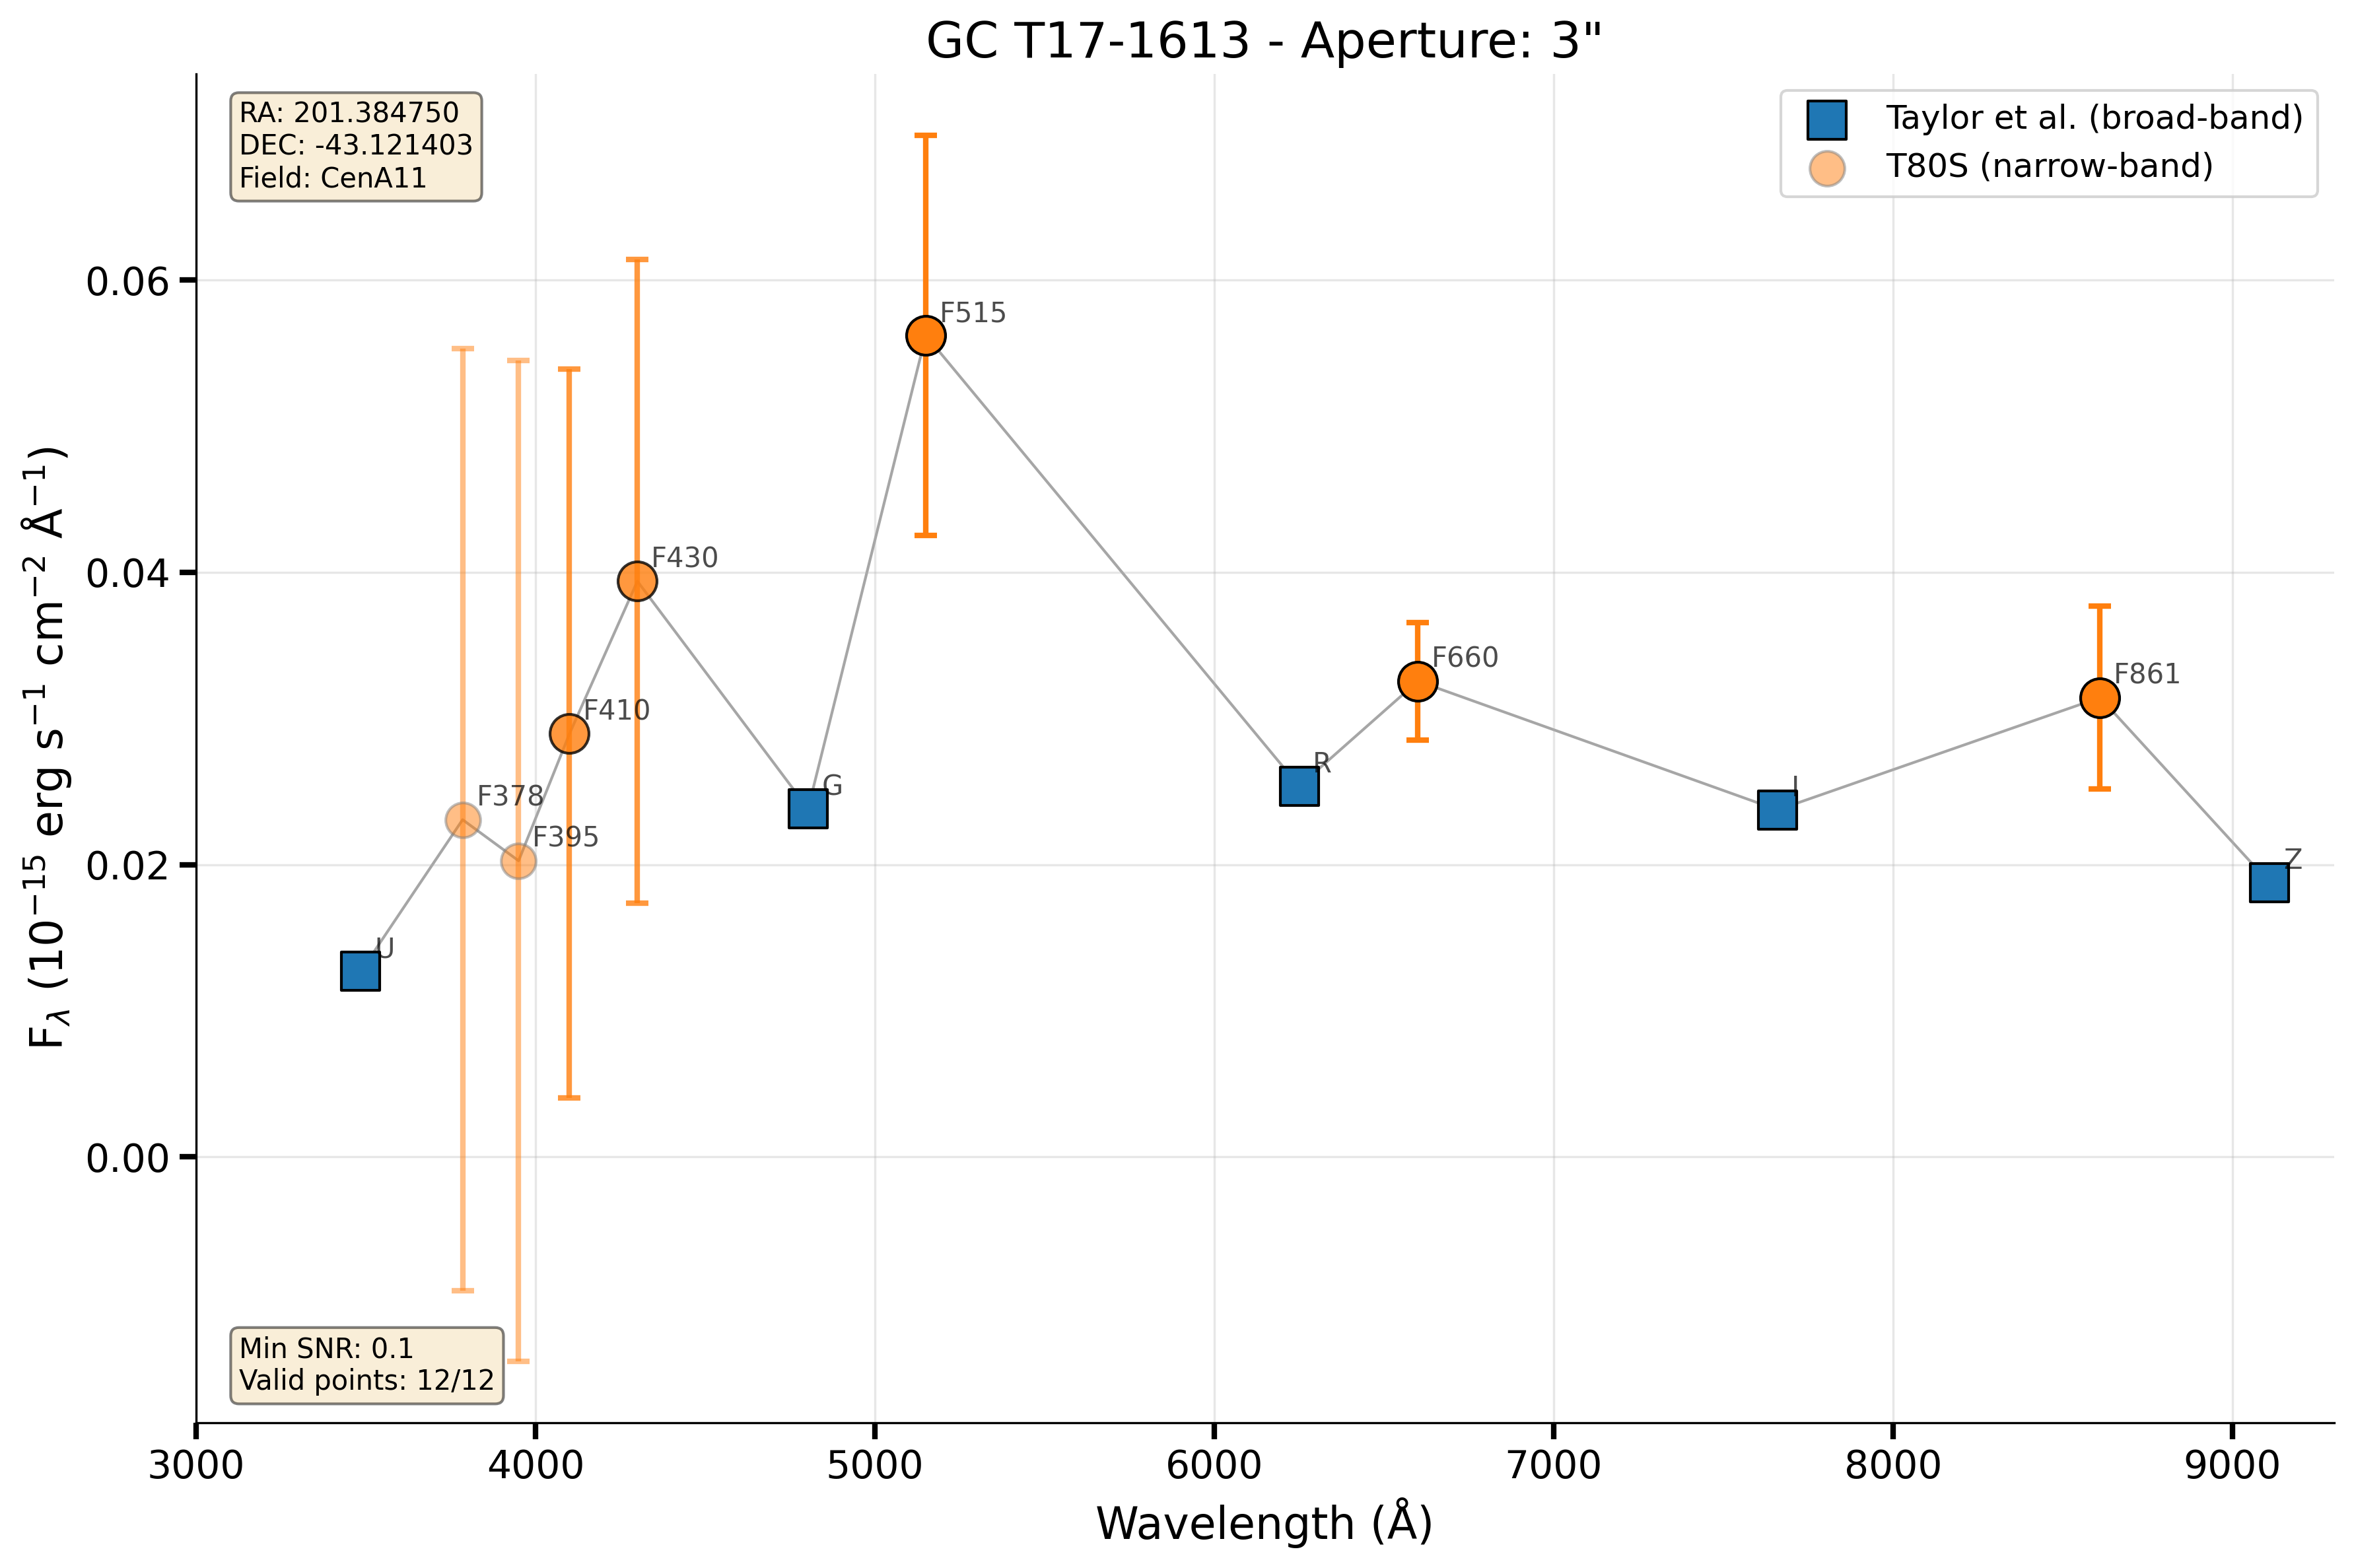 GC T17-1613 - Aperture: 3"
RA: 201.384750
DEC: -43.121403
Field: CenA11
Taylor et al. (broad-band)
T80S (narrow-band)
F515
F430
F410
F378
F395
U
G
R
F660
I
F861
Z
0.06
0.04
0.02
0.00
F_λ (10⁻¹⁵ erg s⁻¹ cm⁻² Å⁻¹)
Min SNR: 0.1
Valid points: 12/12
3000 4000 5000 6000 7000 8000 9000
Wavelength (Å)